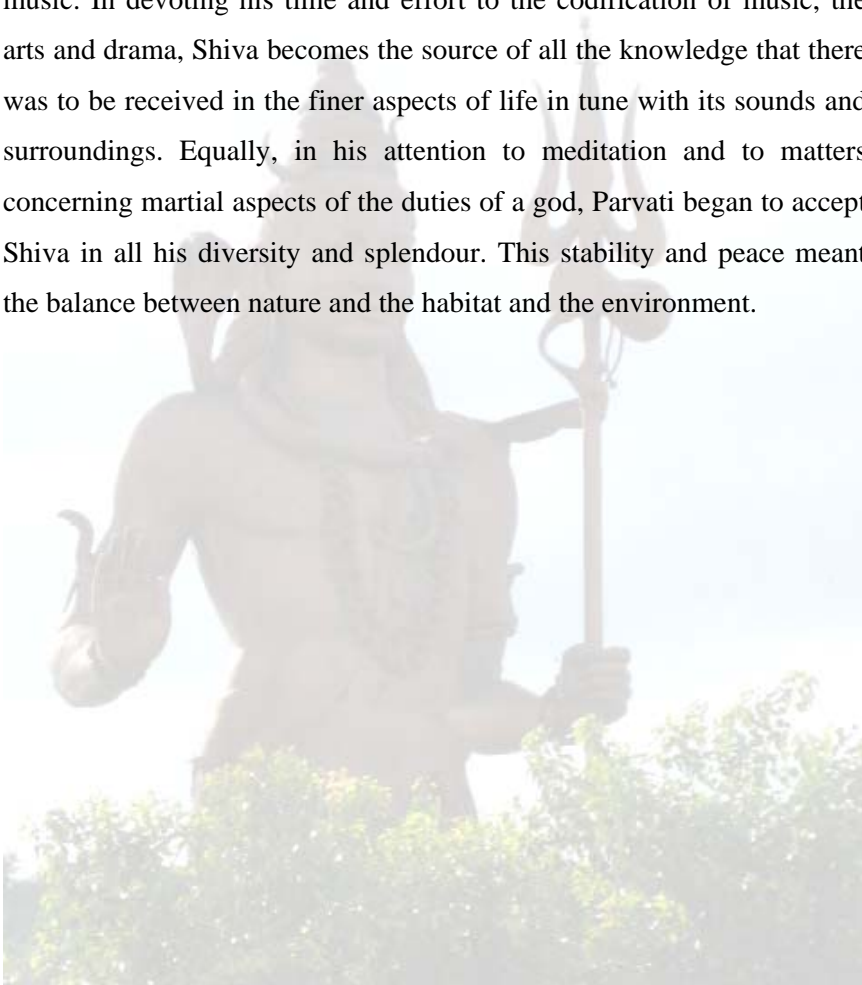 music. In devoting his time and effort to the codification of music, the
arts and drama, Shiva becomes the source of all the knowledge that there
was to be received in the finer aspects of life in tune with its sounds and
surroundings. Equally, in his attention to meditation and to matters
concerning martial aspects of the duties of a god, Parvati began to accept
Shiva in all his diversity and splendour. This stability and peace meant
the balance between nature and the habitat and the environment.